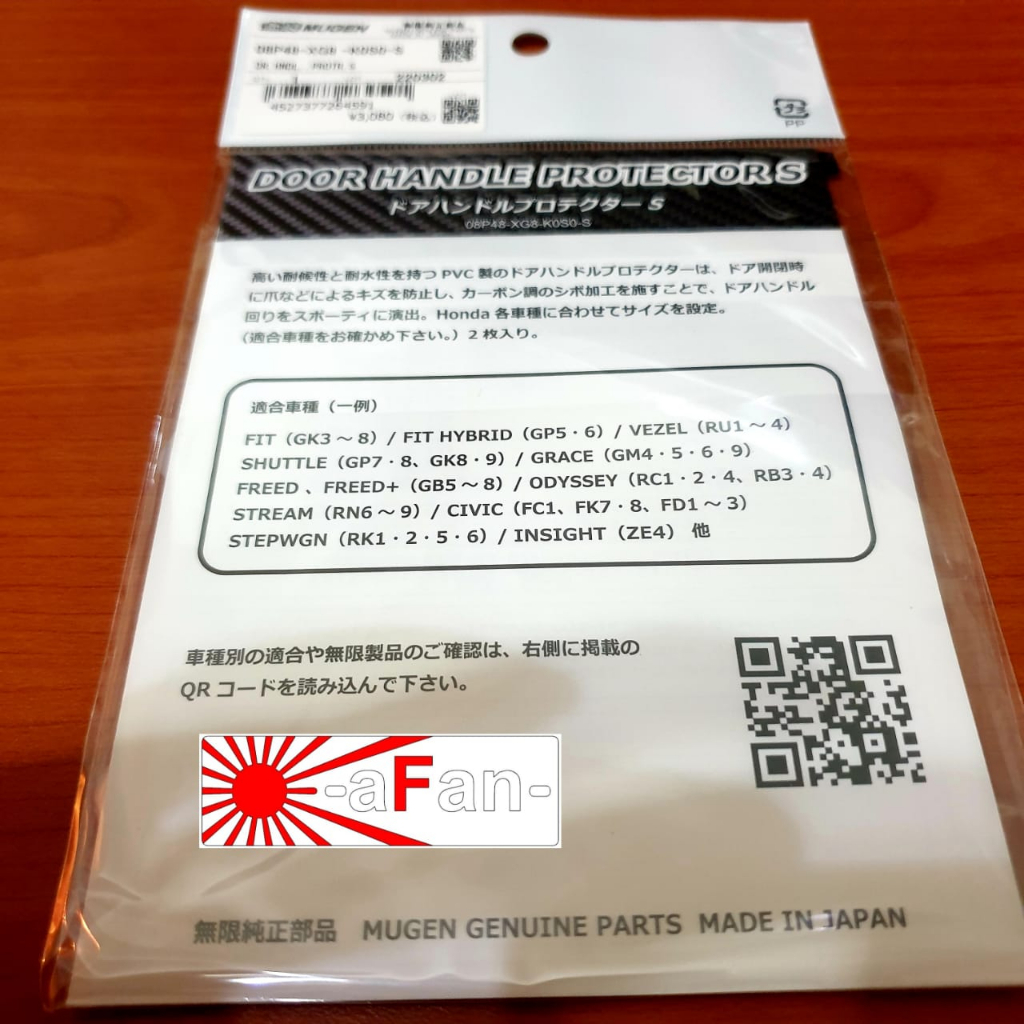 MUGEN
08P48-XG8-K0S0-S
220902
4527377264591
¥3,080 (税込)
PP
DOOR HANDLE PROTECTOR S
ドアハンドルプロテクター S
08P48-XG8-K0S0-S
高い耐候性と耐水性を持つ PVC 製のドアハンドルプロテクターは、ドア開閉時
に爪などによるキズを防止し、カーボン調のシボ加工を施すことで、ドアハンドル
回りをスポーティに演出。Honda 各車種に合わせてサイズを設定。
(適合車種をお確かめ下さい。) 2 枚入り。
適合車種（一例）
FIT（GK3 ～ 8）/ FIT HYBRID（GP5・6）/ VEZEL（RU1 ～ 4）
SHUTTLE（GP7・8、GK8・9）/ GRACE（GM4・5・6・9）
FREED 、FREED+（GB5 ～ 8）/ ODYSSEY（RC1・2・4、RB3・4）
STREAM（RN6 ～ 9）/ CIVIC（FC1、FK7・8、FD1 ～ 3）
STEPWGN（RK1・2・5・6）/ INSIGHT（ZE4） 他
車種別の適合や無限製品のご確認は、右側に掲載の
QR コードを読み込んで下さい。
-aFan-
無限純正部品 MUGEN GENUINE PARTS MADE IN JAPAN